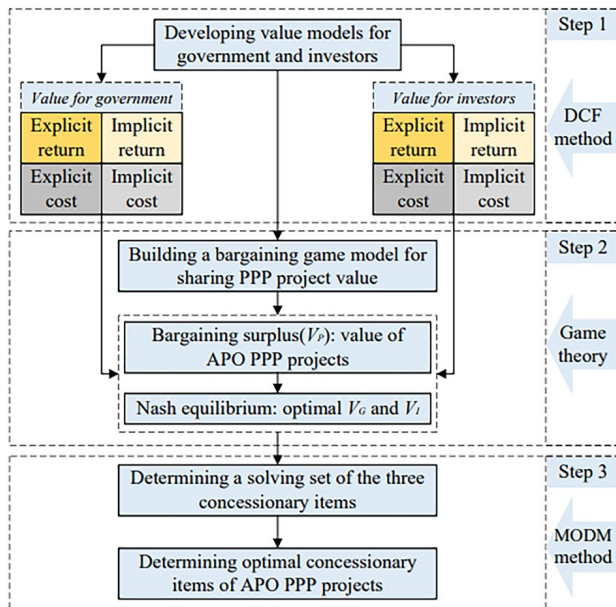 Developing value models for
government and investors
Step 1
Value for government
Explicit return
Implicit return
Explicit cost
Implicit cost
Value for investors
Explicit return
Implicit return
Explicit cost
Implicit cost
DCF
method
Building a bargaining game model for
sharing PPP project value
Step 2
Bargaining surplus(VP): value of
APO PPP projects
Nash equilibrium: optimal VG and VI
Game
theory
Determining a solving set of the three
concessionary items
Step 3
Determining optimal concessionary
items of APO PPP projects
MODM
method